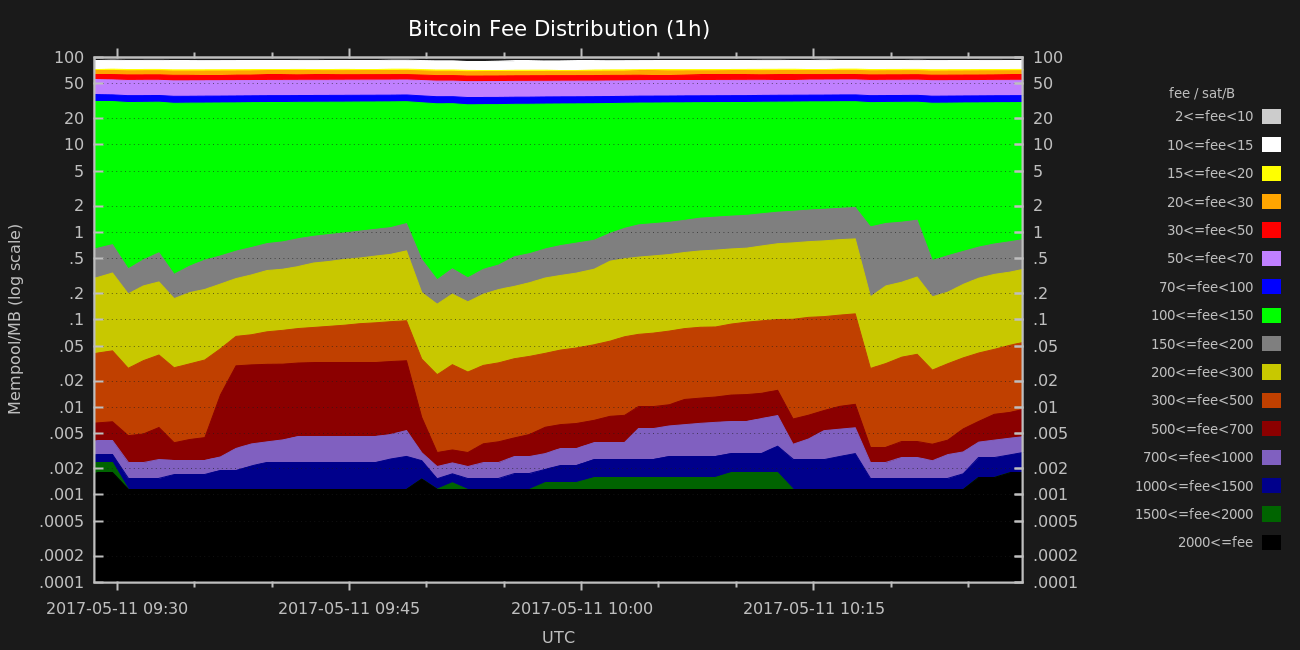 Bitcoin Fee Distribution (1h)
Mempool/MB (log scale)
100
50
20
10
5
2
1
.5
.2
.1
.05
.02
.01
.005
.002
.001
.0005
.0002
.0001
100
50
20
10
5
2
1
.5
.2
.1
.05
.02
.01
.005
.002
.001
.0005
.0002
.0001
2017-05-11 09:30
2017-05-11 09:45
2017-05-11 10:00
2017-05-11 10:15
UTC
fee / sat/B
2<=fee<10
10<=fee<15
15<=fee<20
20<=fee<30
30<=fee<50
50<=fee<70
70<=fee<100
100<=fee<150
150<=fee<200
200<=fee<300
300<=fee<500
500<=fee<700
700<=fee<1000
1000<=fee<1500
1500<=fee<2000
2000<=fee